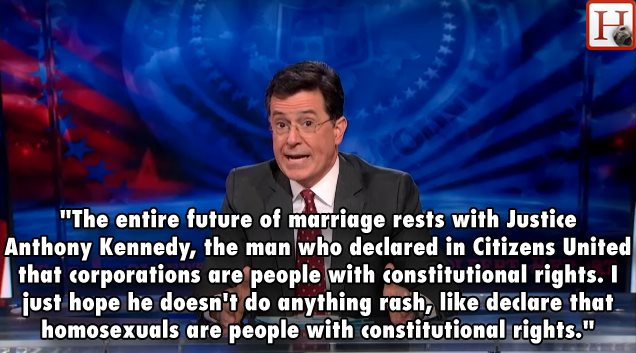 H
"The entire future of marriage rests with Justice
Anthony Kennedy, the man who declared in Citizens United
that corporations are people with constitutional rights. I
just hope he doesn't do anything rash, like declare that
homosexuals are people with constitutional rights."